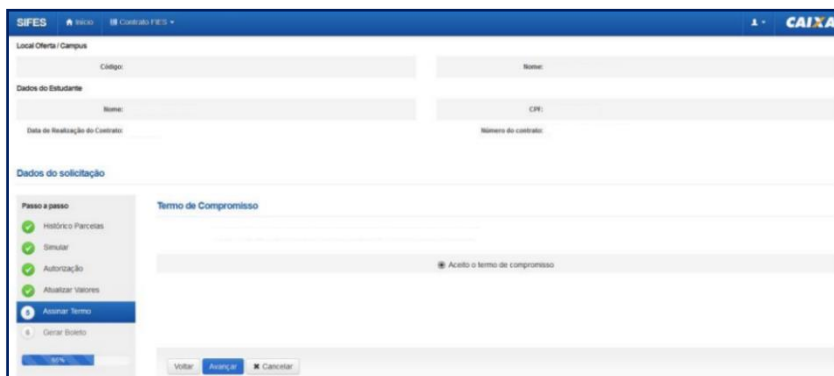 SIFES Início Contrato FIES CAIXA
Local Oferta / Campus
Código: Nome:
Dados do Estudante
Nome: CPF:
Data de Realização do Contrato: Número do contrato:
Dados do solicitação
Passo a passo
Histórico Parcelas
Simular
Autorização
Atualizar Valores
5 Assinar Termo
6 Gerar Boleto
Termo de Compromisso
Aceito o termo de compromisso
Voltar Avançar Cancelar